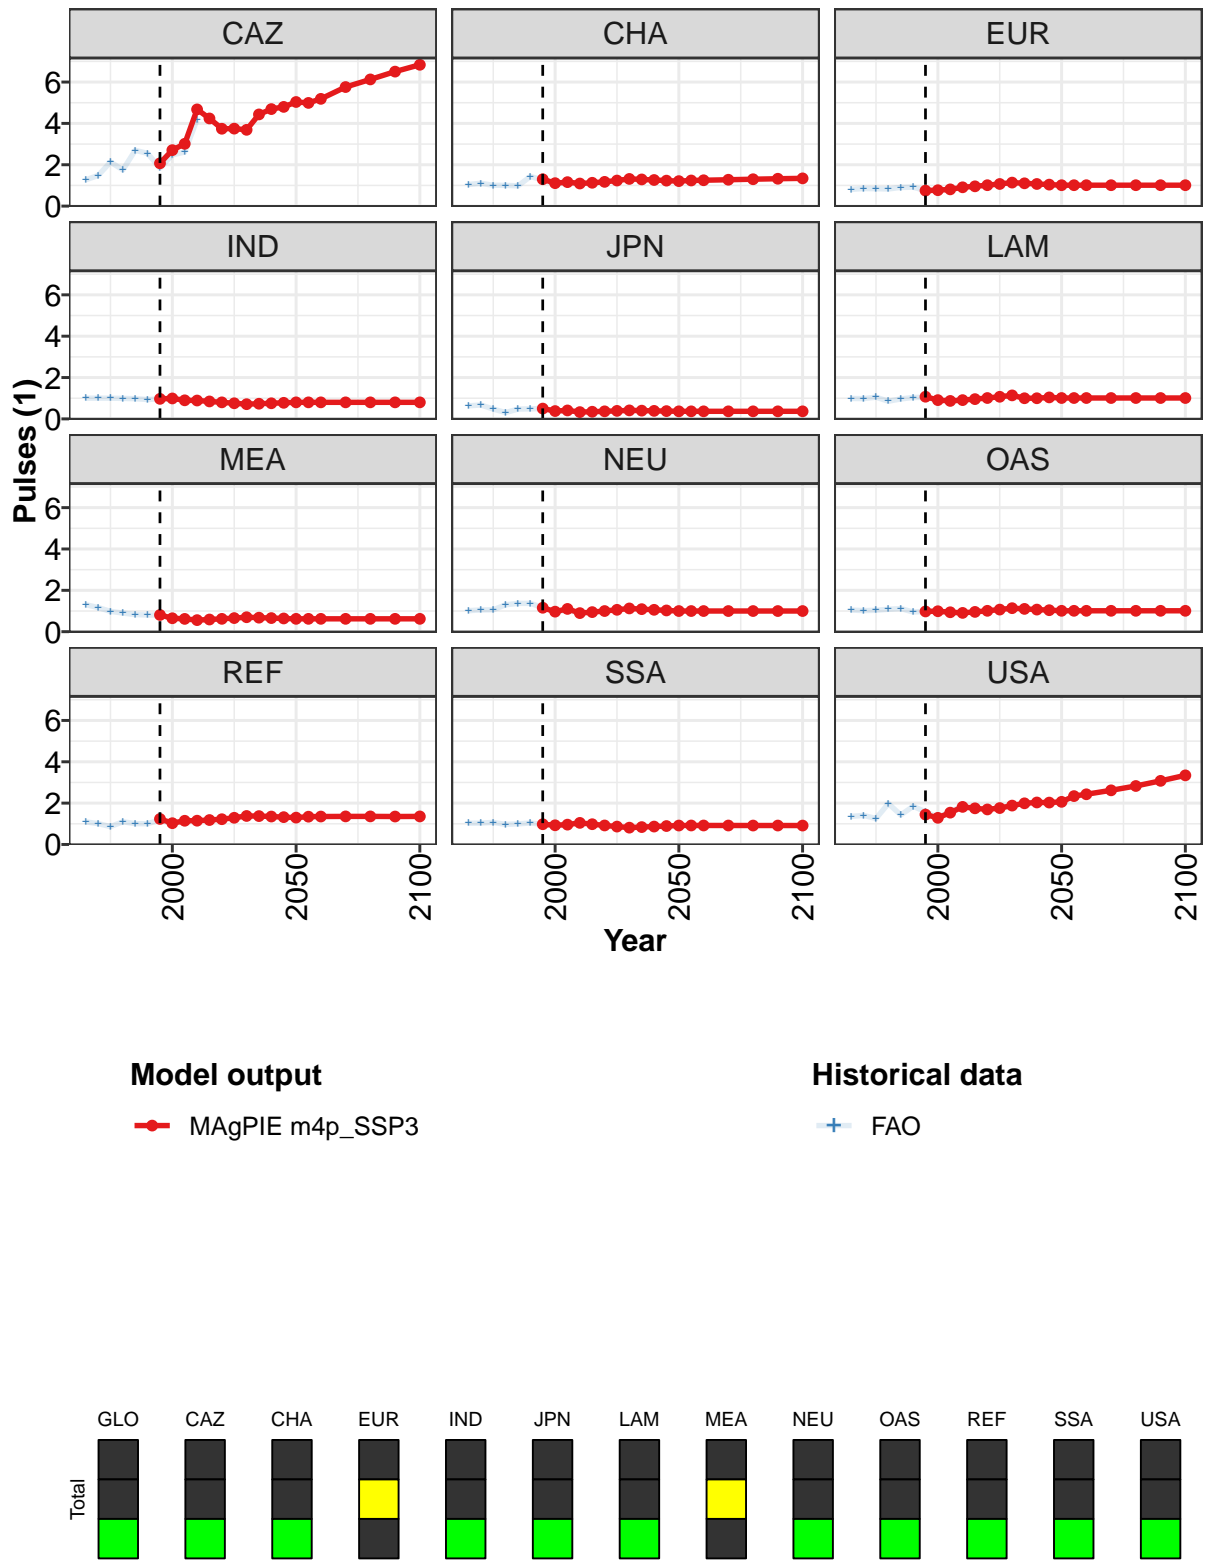 CAZ CHA EUR
6
4
2
0
IND JPN LAM
6
4
2
0
MEA NEU OAS
6
4
2
0
REF SSA USA
6
4
2
0
Pulses (1)
2000 2050 2100 2000 2050 2100 2000 2050 2100
Year
Model output Historical data
MAgPIE m4p_SSP3 FAO
GLO CAZ CHA EUR IND JPN LAM MEA NEU OAS REF SSA USA
Total